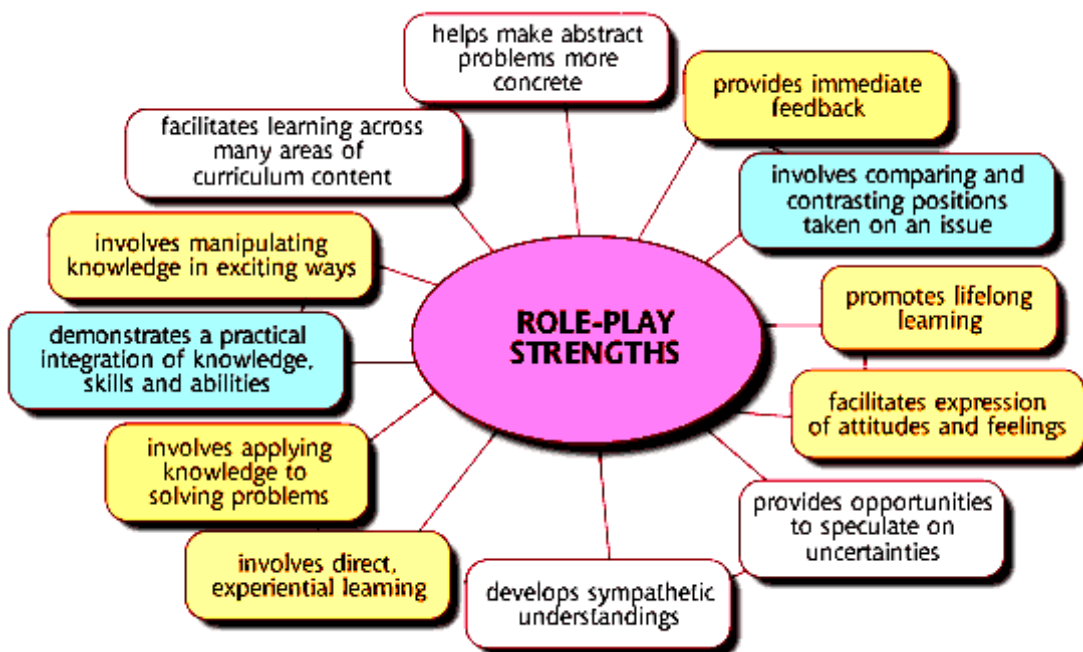 helps make abstract
problems more
concrete
provides immediate
feedback
facilitates learning across
many areas of
curriculum content
involves comparing and
contrasting positions
taken on an issue
involves manipulating
knowledge in exciting ways
ROLE-PLAY
STRENGTHS
promotes lifelong
learning
demonstrates a practical
integration of knowledge,
skills and abilities
facilitates expression
of attitudes and feelings
involves applying
knowledge to
solving problems
provides opportunities
to speculate on
uncertainties
involves direct,
experiential learning
develops sympathetic
understandings